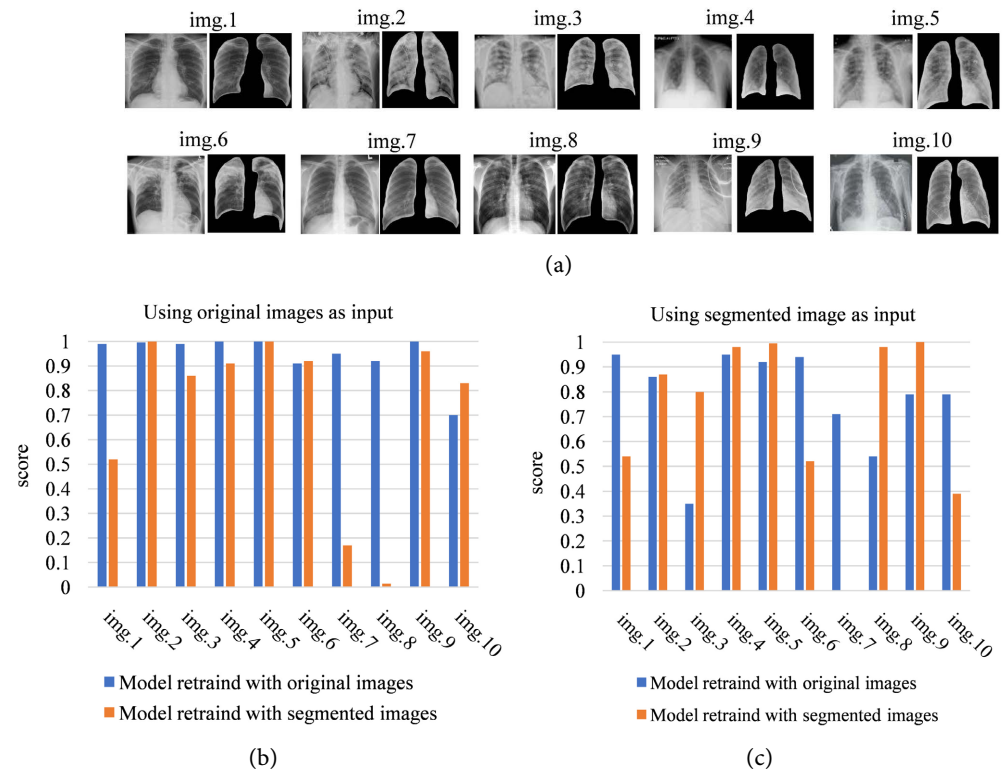 img.1 img.2 img.3 img.4 img.5
img.6 img.7 img.8 img.9 img.10
L
(a)
Using original images as input
score
1
0.9
0.8
0.7
0.6
0.5
0.4
0.3
0.2
0.1
0
img.1 img.2 img.3 img.4 img.5 img.6 img.7 img.8 img.9 img.10
Model retraind with original images
Model retraind with segmented images
(b)
Using segmented image as input
score
1
0.9
0.8
0.7
0.6
0.5
0.4
0.3
0.2
0.1
0
img.1 img.2 img.3 img.4 img.5 img.6 img.7 img.8 img.9 img.10
Model retraind with original images
Model retraind with segmented images
(c)